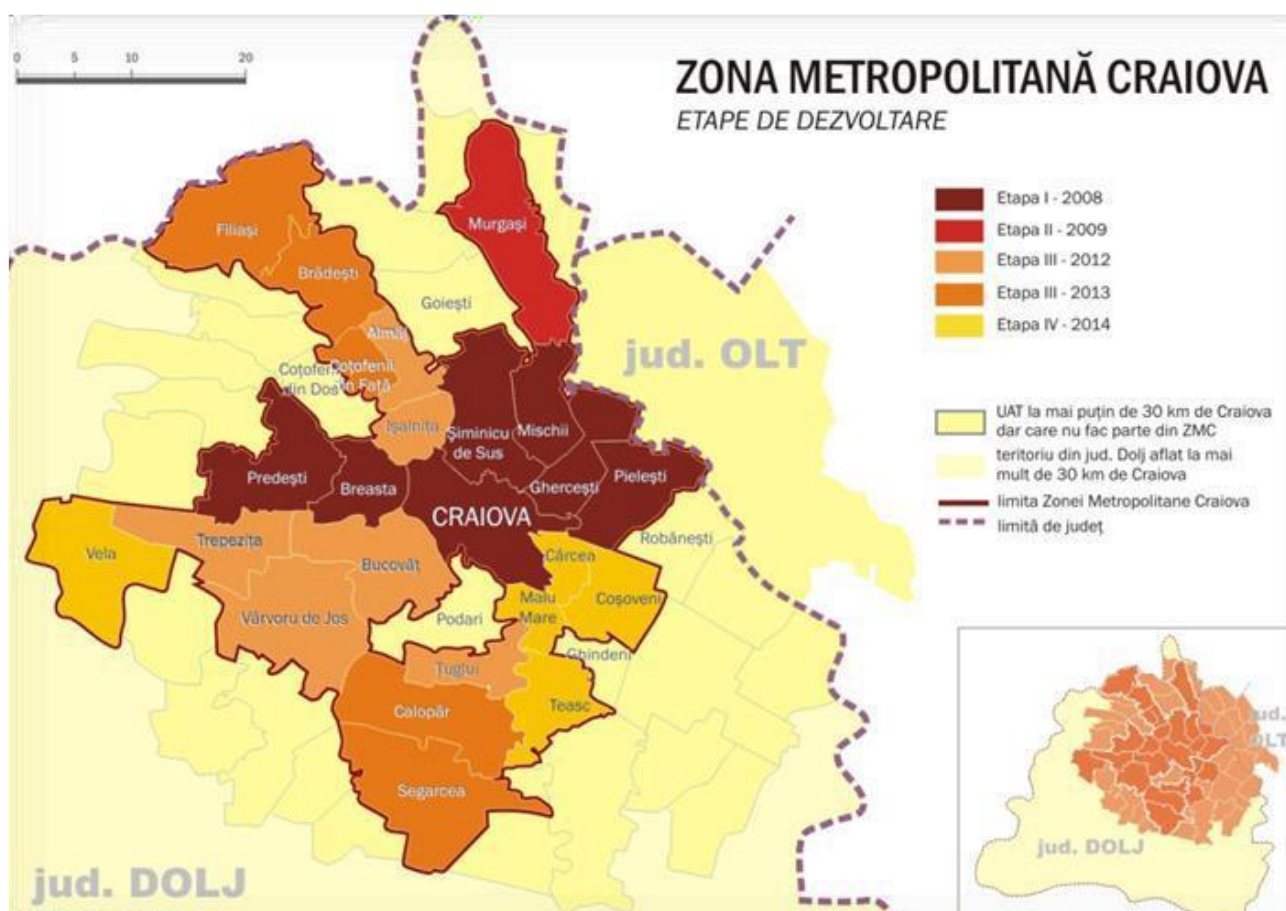 0 5 10 20
ZONA METROPOLITANĂ CRAIOVA
ETAPE DE DEZVOLTARE
Etapa I - 2008
Etapa II - 2009
Etapa III - 2012
Etapa III - 2013
Etapa IV - 2014
UAT la mai puțin de 30 km de Craiova
dar care nu fac parte din ZMC
teritoriu din jud. Dolj aflat la mai
mult de 30 km de Craiova
limita Zonei Metropolitane Craiova
limită de județ
Filiași
Murgași
Brădești
Goiești
Almăj
jud. OLT
Coțofenii
din Dos
Coțofenii
din Față
Ișalnița
Șiminicu
de Sus
Mischii
Predești
Breasta
Ghercești
Pielești
CRAIOVA
Robănești
Vela
Trepezița
Bucovăț
Cârcea
Malu
Mare
Coșoveni
Vârvoru de Jos
Podari
Ghindeni
Țuglui
Calopăr
Teasc
Segarcea
jud. DOLJ
jud.
OLT
jud. DOLJ